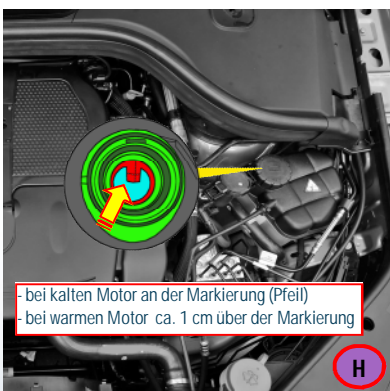 - bei kalten Motor an der Markierung (Pfeil)
- bei warmen Motor  ca. 1 cm über der Markierung
H